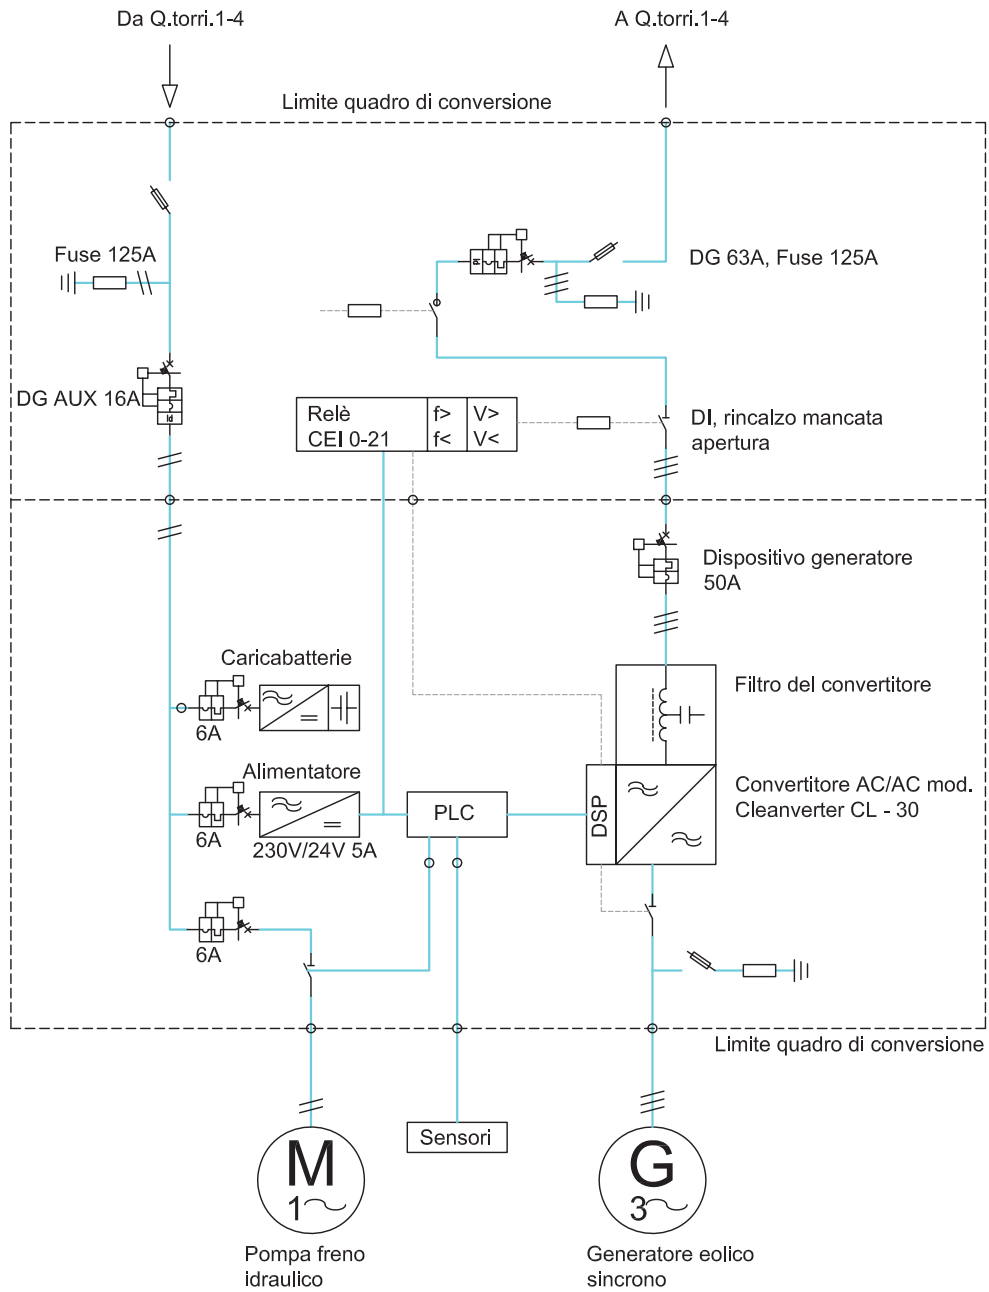 Da Q.torri.1-4
A Q.torri.1-4
Limite quadro di conversione
Fuse 125A
DG 63A, Fuse 125A
Id
DG AUX 16A
Id
Relè
CEI 0-21
f>
f<
V>
V<
DI, rincalzo mancata
apertura
Dispositivo generatore
50A
Caricabatterie
6A
Filtro del convertitore
Alimentatore
6A
230V/24V 5A
PLC
DSP
Convertitore AC/AC mod.
Cleanverter CL - 30
6A
Limite quadro di conversione
Sensori
M
1
G
3
Pompa freno
idraulico
Generatore eolico
sincrono